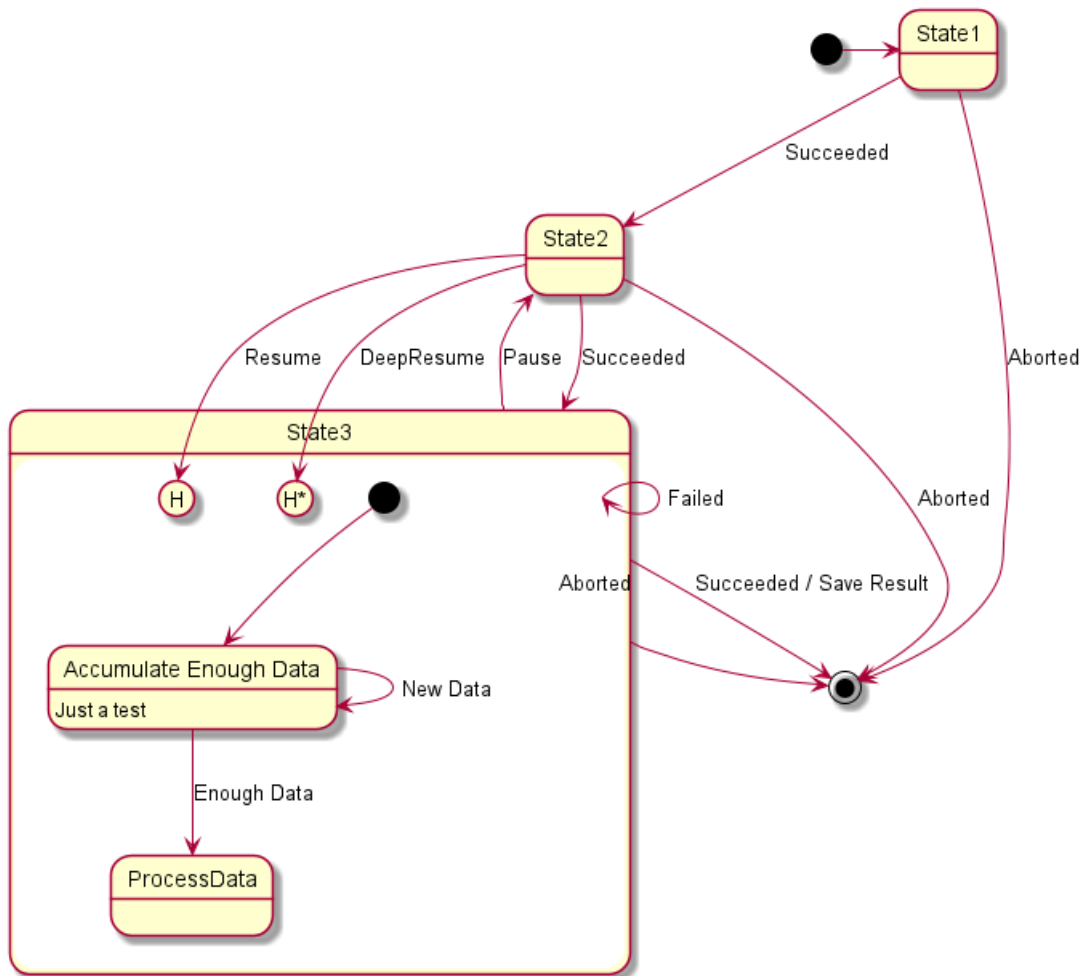 State1
Succeeded
State2
Resume
DeepResume
Pause
Succeeded
Aborted
State3
H
H*
Failed
Aborted
Aborted
Succeeded / Save Result
Accumulate Enough Data
New Data
Just a test
Enough Data
ProcessData